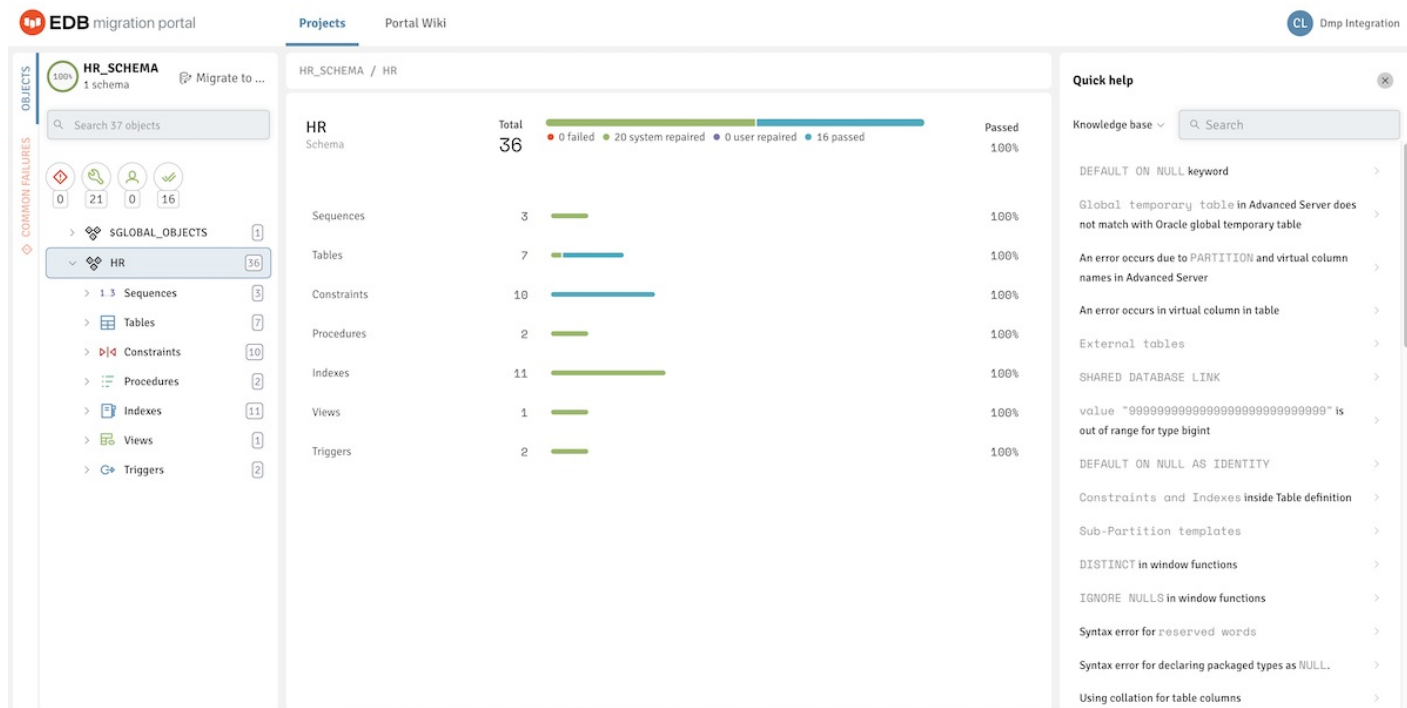 EDB migration portal
Projects
Portal Wiki
CL
Dmp Integration
OBJECTS
COMMON FAILURES
100%
HR_SCHEMA
1 schema
Migrate to ...
Search 37 objects
0
21
0
16
$GLOBAL_OBJECTS 1
HR 36
1..3 Sequences 3
Tables 7
Constraints 10
Procedures 2
Indexes 11
Views 1
Triggers 2
HR_SCHEMA / HR
HR
Schema
Total
36
0 failed 20 system repaired 0 user repaired 16 passed
Passed
100%
Sequences 3 100%
Tables 7 100%
Constraints 10 100%
Procedures 2 100%
Indexes 11 100%
Views 1 100%
Triggers 2 100%
Quick help
Knowledge base
Search
DEFAULT ON NULL keyword
Global temporary table in Advanced Server does
not match with Oracle global temporary table
An error occurs due to PARTITION and virtual column
names in Advanced Server
An error occurs in virtual column in table
External tables
SHARED DATABASE LINK
value "9999999999999999999999999999" is
out of range for type bigint
DEFAULT ON NULL AS IDENTITY
Constraints and Indexes inside Table definition
Sub-Partition templates
DISTINCT in window functions
IGNORE NULLS in window functions
Syntax error for reserved words
Syntax error for declaring packaged types as NULL.
Using collation for table columns